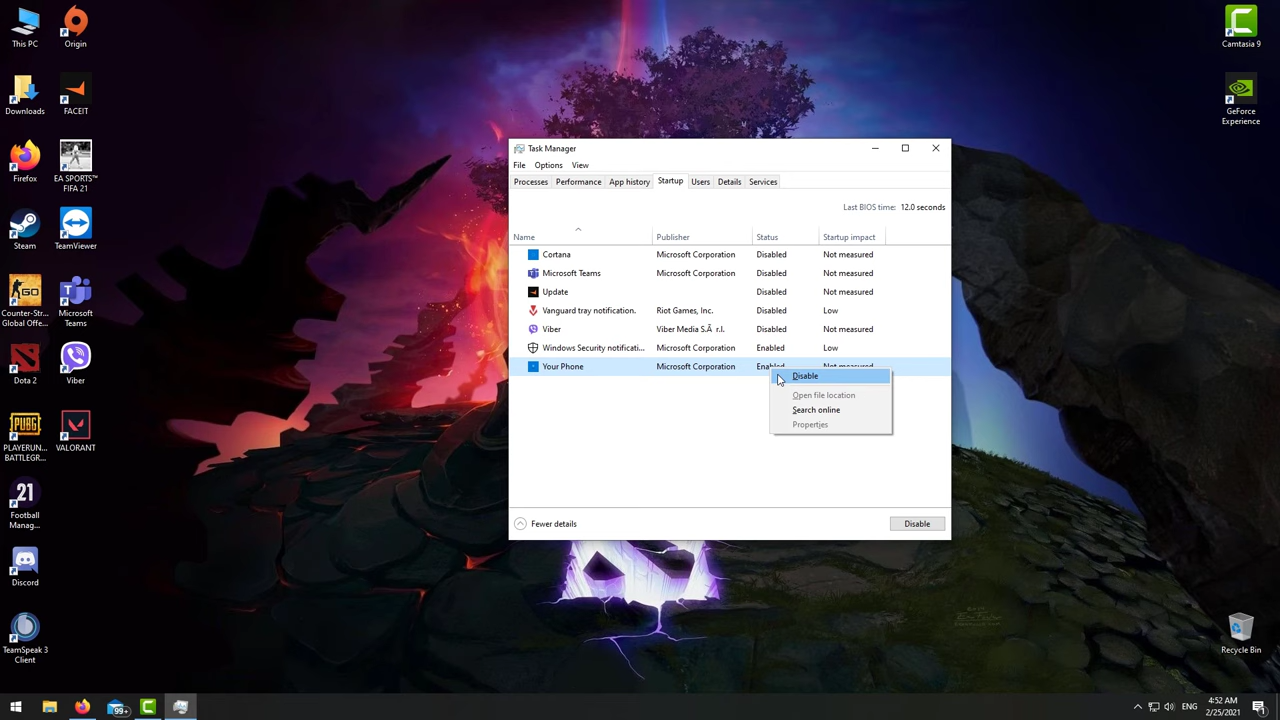 This PC
Origin
Downloads
FACEIT
Firefox
EA SPORTS™
FIFA 21
Steam
TeamViewer
Counter-Str...
Global Offe...
Microsoft
Teams
Dota 2
Viber
PLAYERUN...
BATTLEGR...
VALORANT
21
Football
Manag...
Discord
TeamSpeak 3
Client
Camtasia 9
GeForce
Experience
Recycle Bin
Task Manager
File Options View
Processes Performance App history Startup Users Details Services
Last BIOS time: 12.0 seconds
Name Publisher Status Startup impact
Cortana Microsoft Corporation Disabled Not measured
Microsoft Teams Microsoft Corporation Disabled Not measured
Update Disabled Not measured
Vanguard tray notification. Riot Games, Inc. Disabled Low
Viber Viber Media S.Ã r.l. Disabled Not measured
Windows Security notificati... Microsoft Corporation Enabled Low
Your Phone Microsoft Corporation Enabled Not measured
Disable
Open file location
Search online
Properties
Fewer details Disable
99+
ENG
4:52 AM
2/25/2021
1